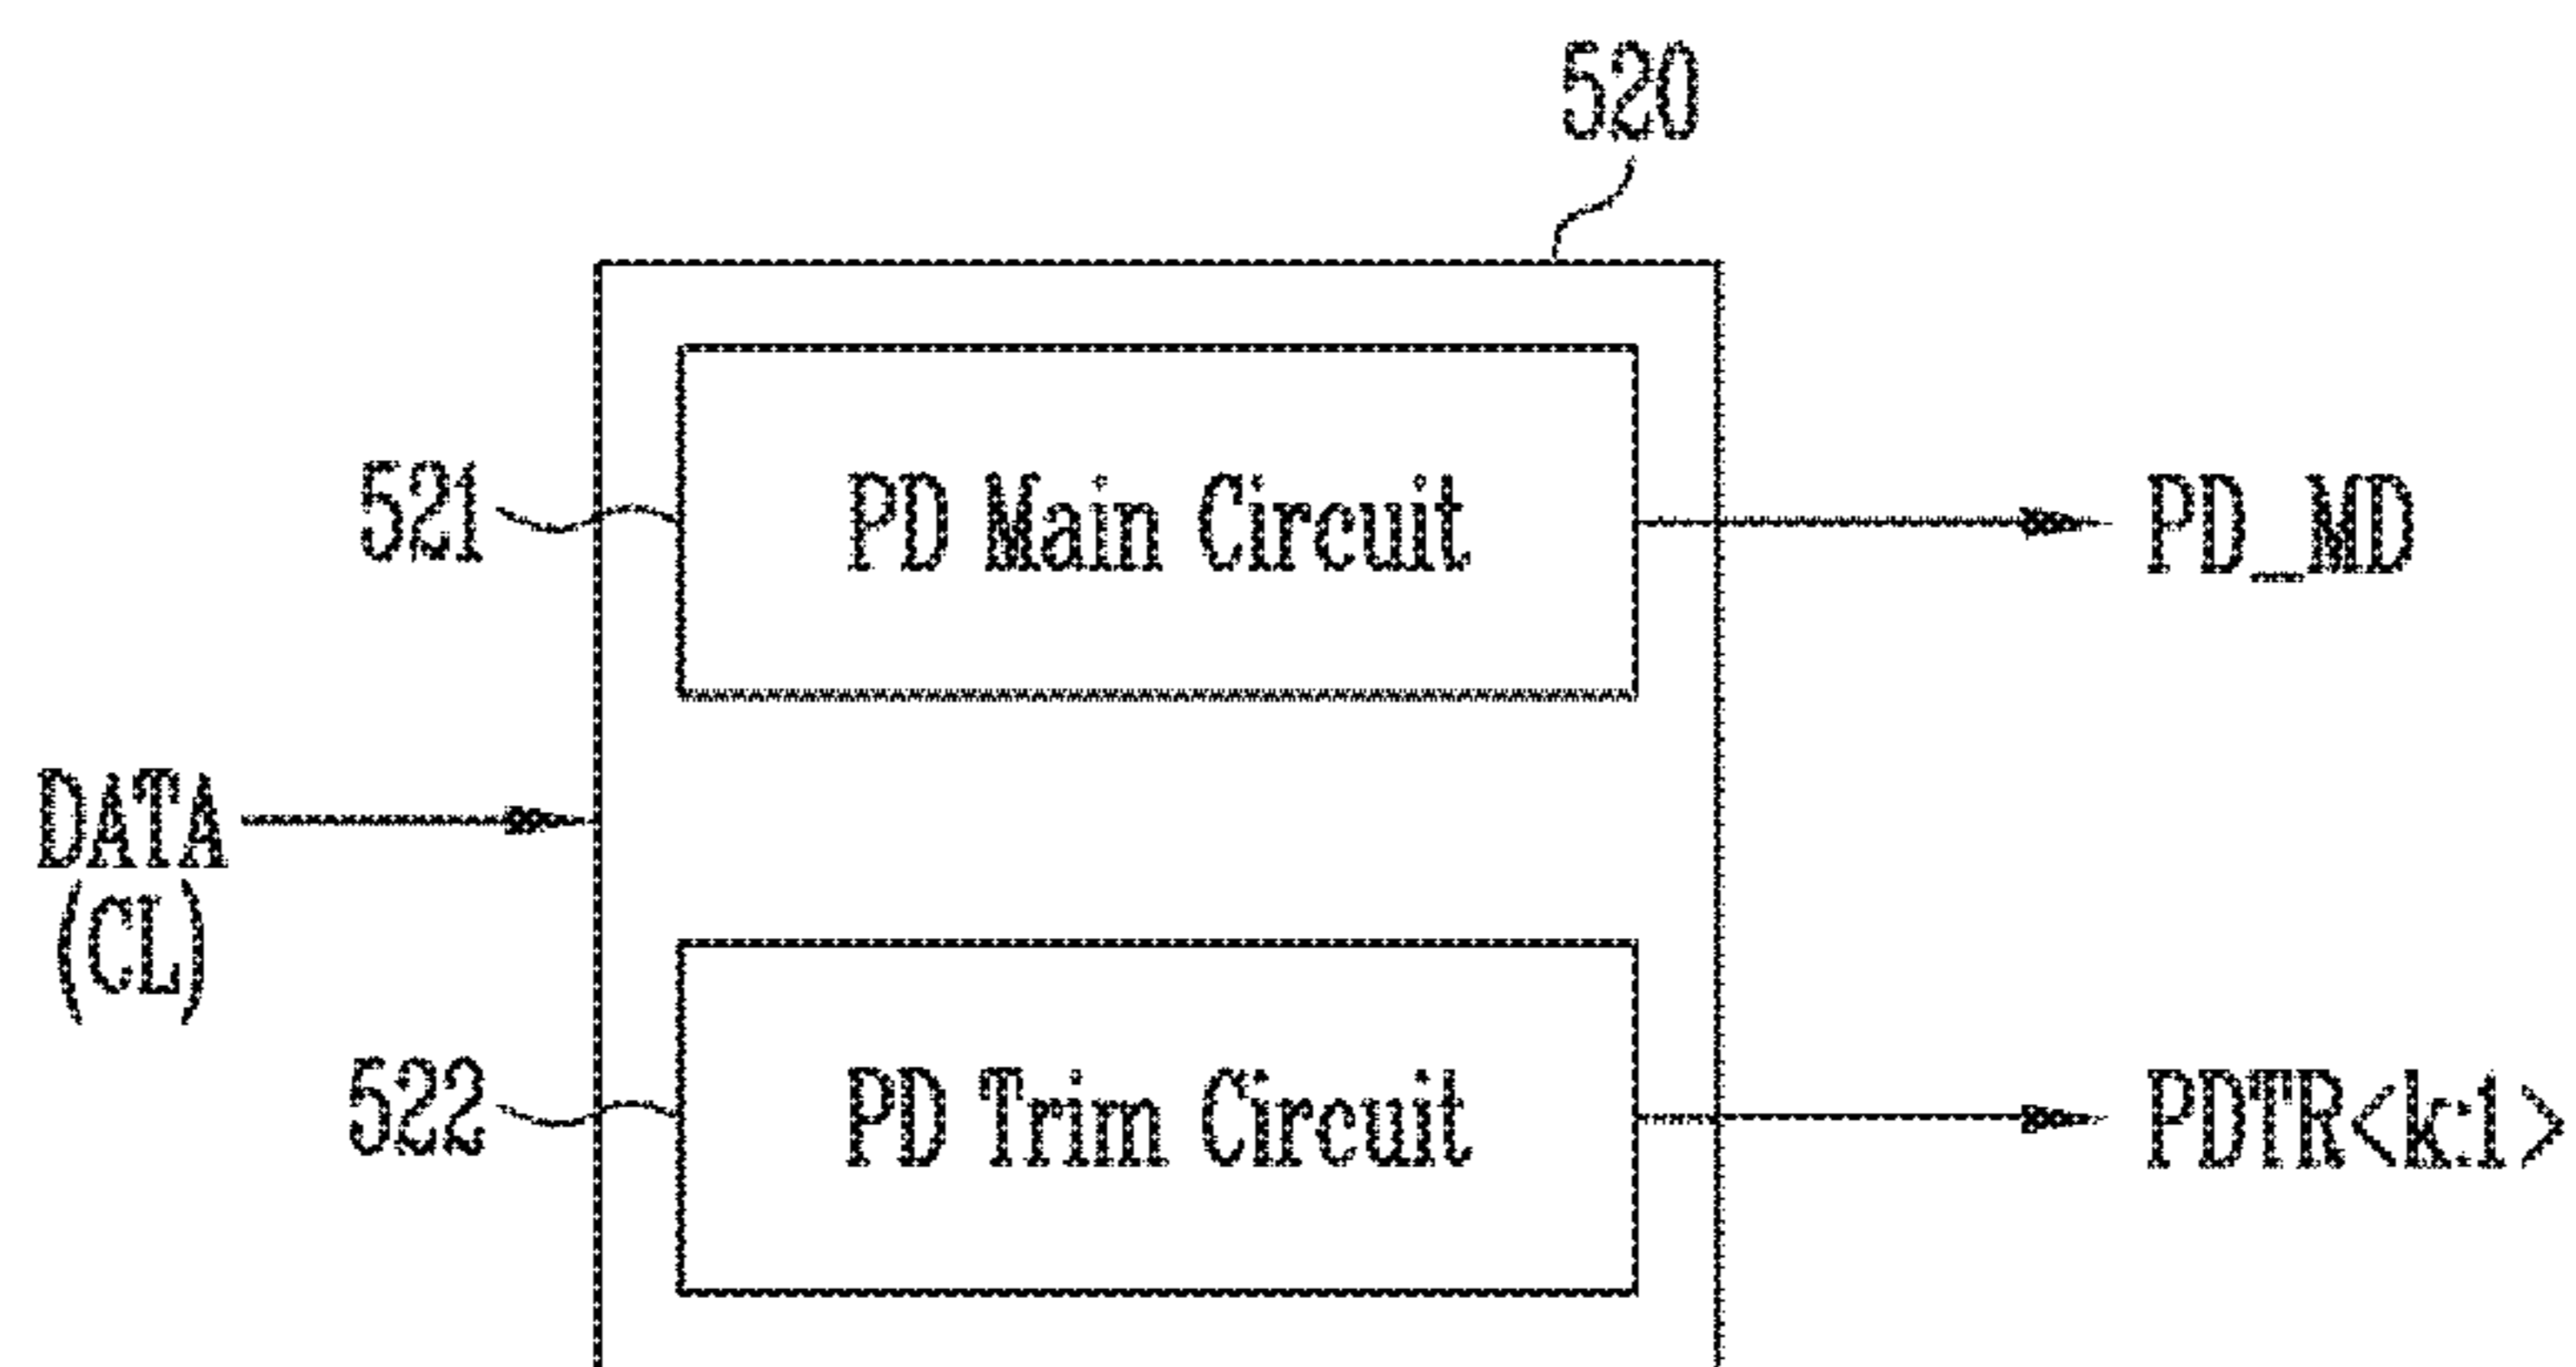 520
521
PD Main Circuit
PD_MD
DATA
(CL)
522
PD Trim Circuit
PDTR<k:1>